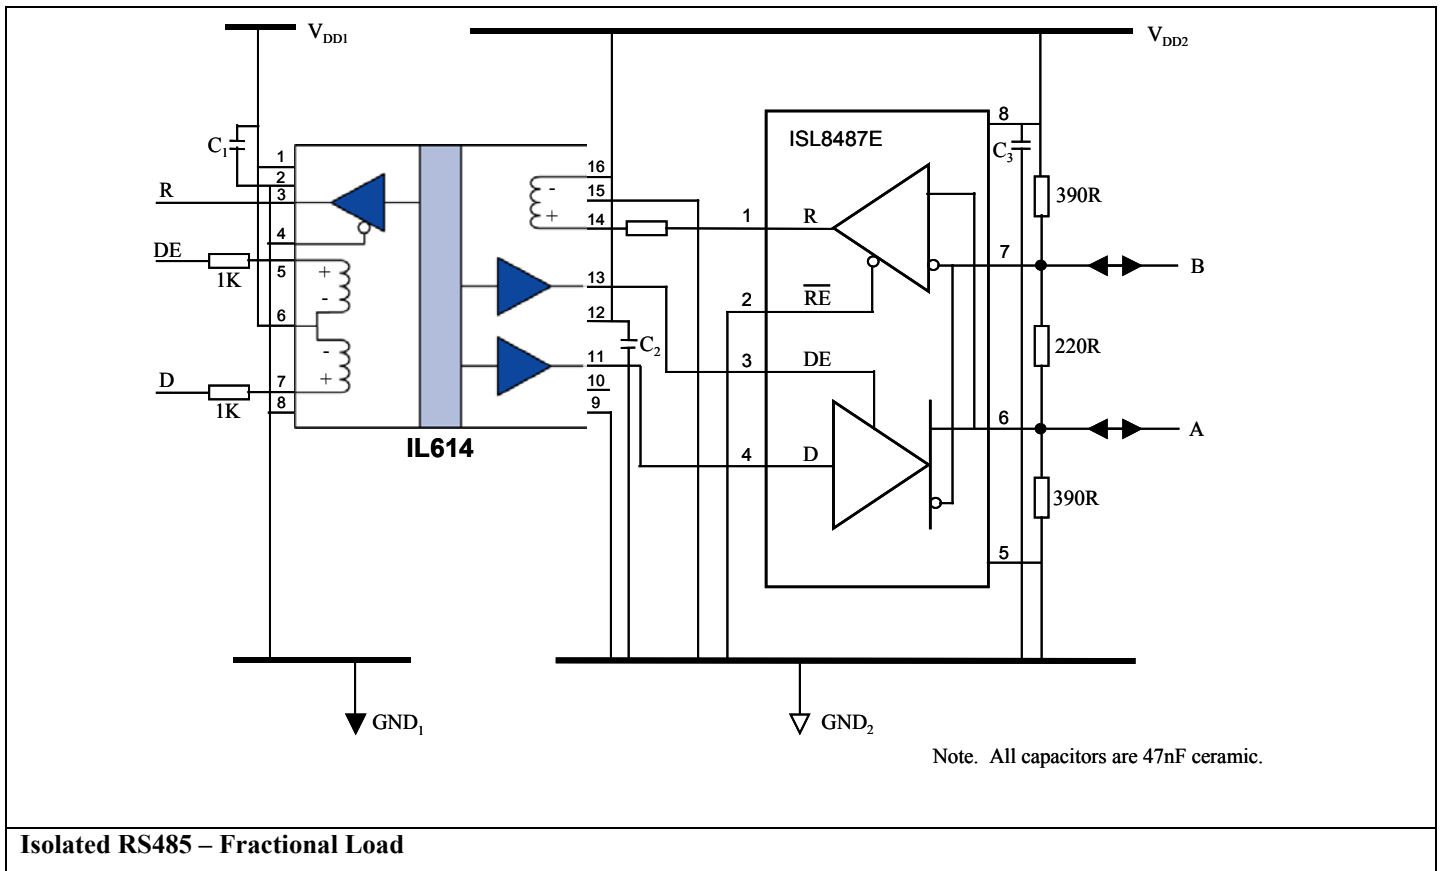 V_DD1
V_DD2
C₁
1
2
3
4
5
6
7
8
R
DE
1K
D
1K
+
-
-
+
IL614
-
+
16
15
14
13
12
11
10
9
C₂
ISL8487E
1
R
2
RE
3
DE
4
D
8
C₃
7
6
5
390R
B
220R
A
390R
GND₁
GND₂
Note. All capacitors are 47nF ceramic.
Isolated RS485 – Fractional Load